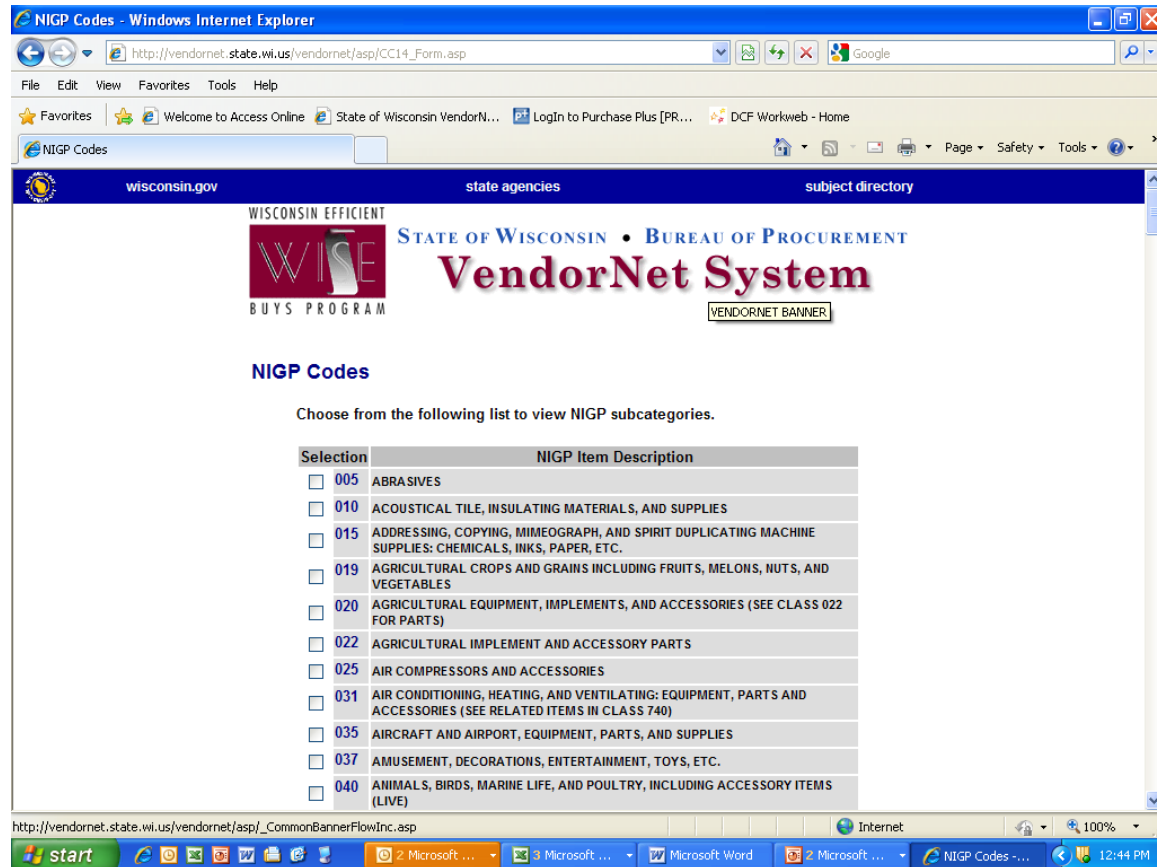 NIGP Codes - Windows Internet Explorer
http://vendornet.state.wi.us/vendornet/asp/CC14_Form.asp
Google
File Edit View Favorites Tools Help
Favorites Welcome to Access Online State of Wisconsin VendorN... LogIn to Purchase Plus [PR... DCF Workweb - Home
NIGP Codes
Page Safety Tools
wisconsin.gov state agencies subject directory
WISCONSIN EFFICIENT
WISE
BUYS PROGRAM
STATE OF WISCONSIN • BUREAU OF PROCUREMENT
VendorNet System
VENDORNET BANNER
NIGP Codes
Choose from the following list to view NIGP subcategories.
Selection NIGP Item Description
005 ABRASIVES
010 ACOUSTICAL TILE, INSULATING MATERIALS, AND SUPPLIES
015 ADDRESSING, COPYING, MIMEOGRAPH, AND SPIRIT DUPLICATING MACHINE
SUPPLIES: CHEMICALS, INKS, PAPER, ETC.
019 AGRICULTURAL CROPS AND GRAINS INCLUDING FRUITS, MELONS, NUTS, AND
VEGETABLES
020 AGRICULTURAL EQUIPMENT, IMPLEMENTS, AND ACCESSORIES (SEE CLASS 022
FOR PARTS)
022 AGRICULTURAL IMPLEMENT AND ACCESSORY PARTS
025 AIR COMPRESSORS AND ACCESSORIES
031 AIR CONDITIONING, HEATING, AND VENTILATING: EQUIPMENT, PARTS AND
ACCESSORIES (SEE RELATED ITEMS IN CLASS 740)
035 AIRCRAFT AND AIRPORT, EQUIPMENT, PARTS, AND SUPPLIES
037 AMUSEMENT, DECORATIONS, ENTERTAINMENT, TOYS, ETC.
040 ANIMALS, BIRDS, MARINE LIFE, AND POULTRY, INCLUDING ACCESSORY ITEMS
(LIVE)
http://vendornet.state.wi.us/vendornet/asp/_CommonBannerFlowInc.asp Internet 100%
start 2 Microsoft ... 3 Microsoft ... Microsoft Word 2 Microsoft ... NIGP Codes -... 12:44 PM